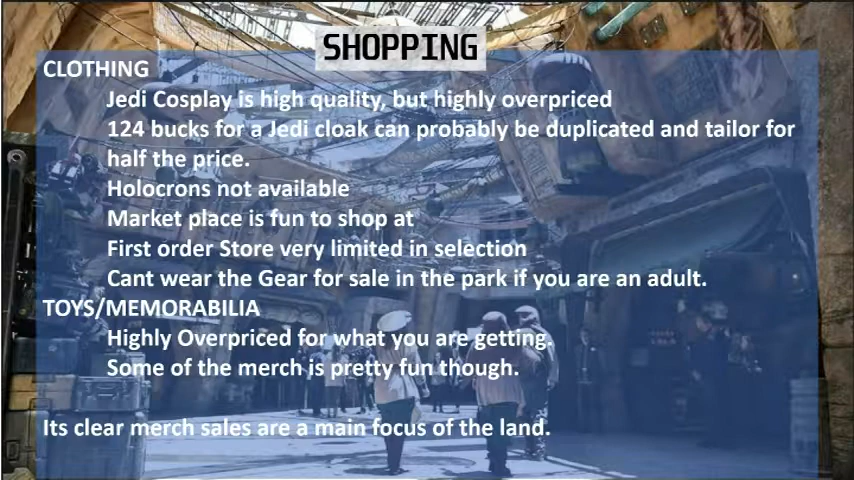 SHOPPING
CLOTHING
Jedi Cosplay is high quality, but highly overpriced
124 bucks for a Jedi cloak can probably be duplicated and tailor for
half the price.
Holocrons not available
Market place is fun to shop at
First order Store very limited in selection
Cant wear the Gear for sale in the park if you are an adult.
TOYS/MEMORABILIA
Highly Overpriced for what you are getting.
Some of the merch is pretty fun though.
Its clear merch sales are a main focus of the land.